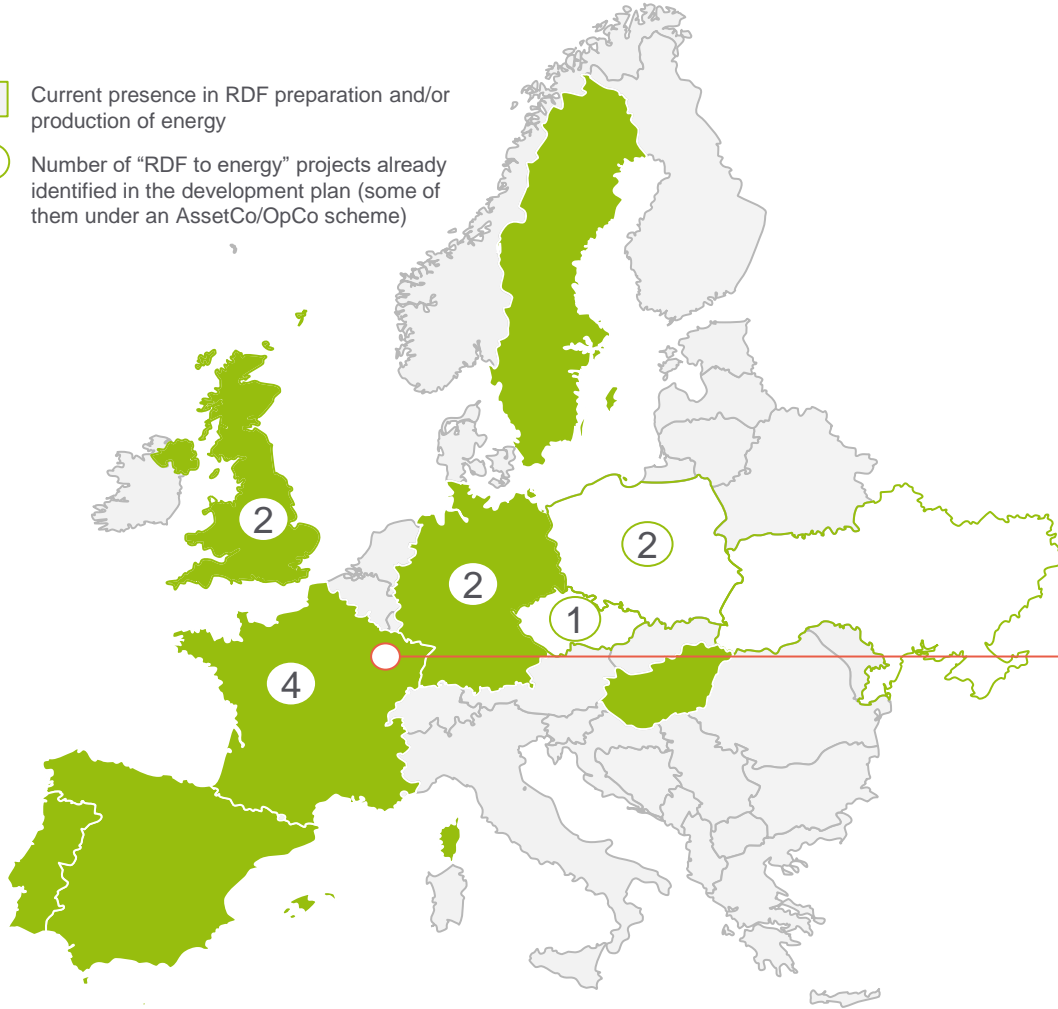 Current presence in RDF preparation and/or
production of energy
Number of “RDF to energy” projects already
identified in the development plan (some of
them under an AssetCo/OpCo scheme)
2
2
2
1
4